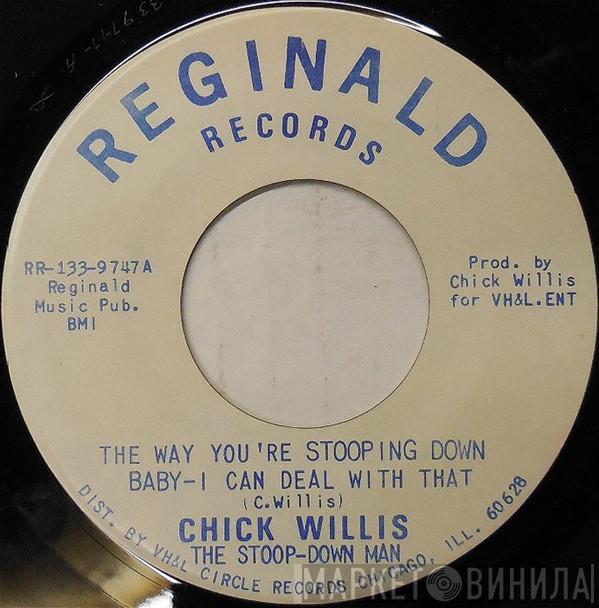 REGINALD
RECORDS
RR-133-9747A
Reginald
Music Pub.
BMI
Prod. by
Chick Willis
for VH&L.ENT
THE WAY YOU'RE STOOPING DOWN
BABY-I CAN DEAL WITH THAT
(C.Willis)
CHICK WILLIS
THE STOOP-DOWN MAN
DIST. BY VH&L CIRCLE RECORDS CHICAGO, ILL. 60628
МАРКЕТ ВИНИЛА